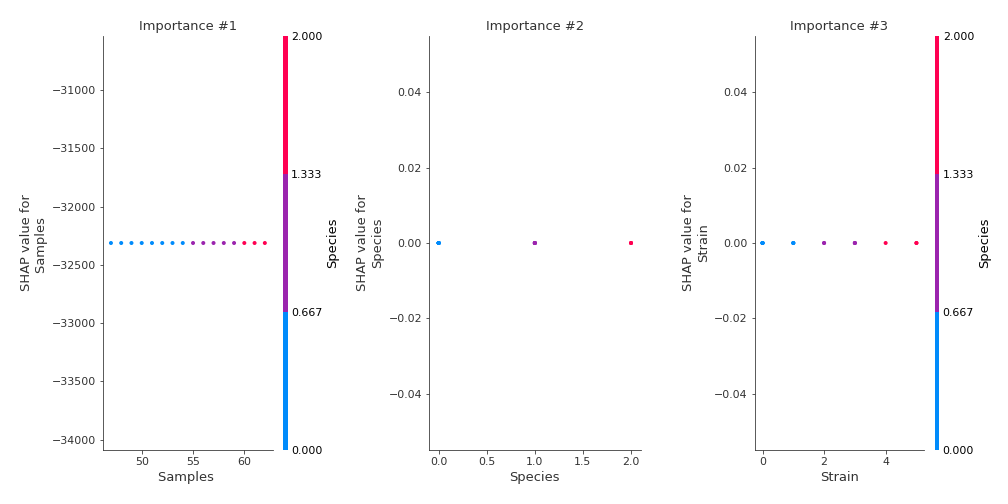 Importance #1
SHAP value for
Samples
−31000
−31500
−32000
−32500
−33000
−33500
−34000
50
55
60
Samples
2.000
1.333
0.667
0.000
Species
Importance #2
SHAP value for
Species
0.04
0.02
0.00
−0.02
−0.04
0.0
0.5
1.0
1.5
2.0
Species
Importance #3
SHAP value for
Strain
0.04
0.02
0.00
−0.02
−0.04
0
2
4
Strain
2.000
1.333
0.667
0.000
Species